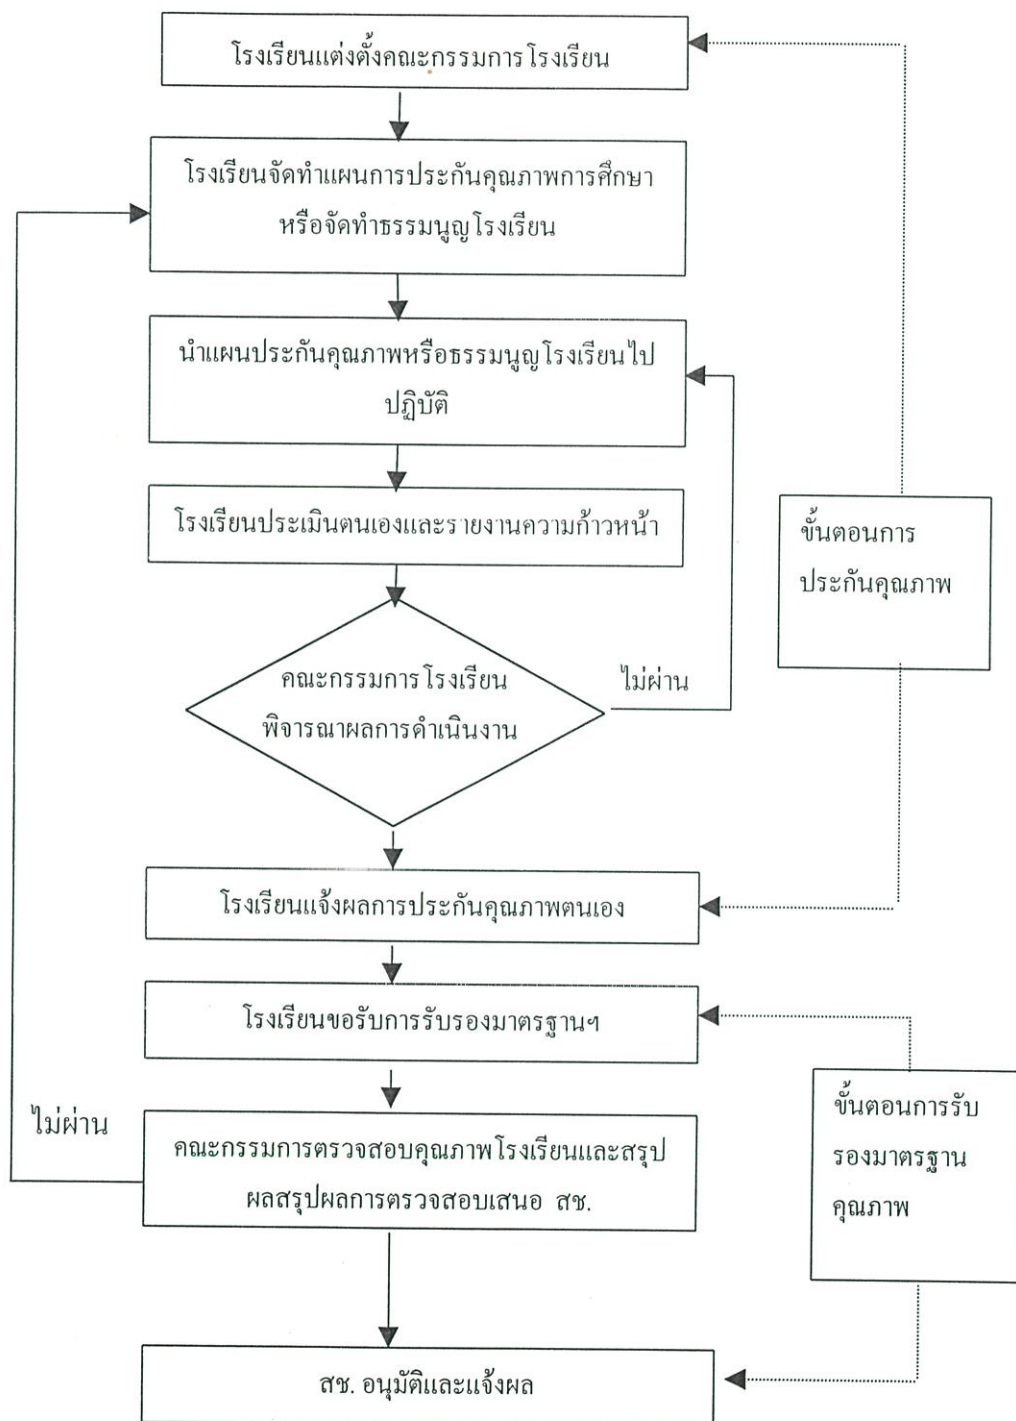 โรงเรียนแต่งตั้งคณะกรรมการโรงเรียน
โรงเรียนจัดทำแผนการประกันคุณภาพการศึกษา
หรือจัดทำธรรมนูญโรงเรียน
นำแผนประกันคุณภาพหรือธรรมนูญโรงเรียนไป
ปฏิบัติ
โรงเรียนประเมินตนเองและรายงานความก้าวหน้า
ขั้นตอนการ
ประกันคุณภาพ
คณะกรรมการโรงเรียน
พิจารณาผลการดำเนินงาน
ไม่ผ่าน
โรงเรียนแจ้งผลการประกันคุณภาพตนเอง
โรงเรียนขอรับการรับรองมาตรฐานฯ
ไม่ผ่าน
คณะกรรมการตรวจสอบคุณภาพโรงเรียนและสรุป
ผลสรุปผลการตรวจสอบเสนอ สช.
ขั้นตอนการรับ
รองมาตรฐาน
คุณภาพ
สช. อนุมัติและแจ้งผล